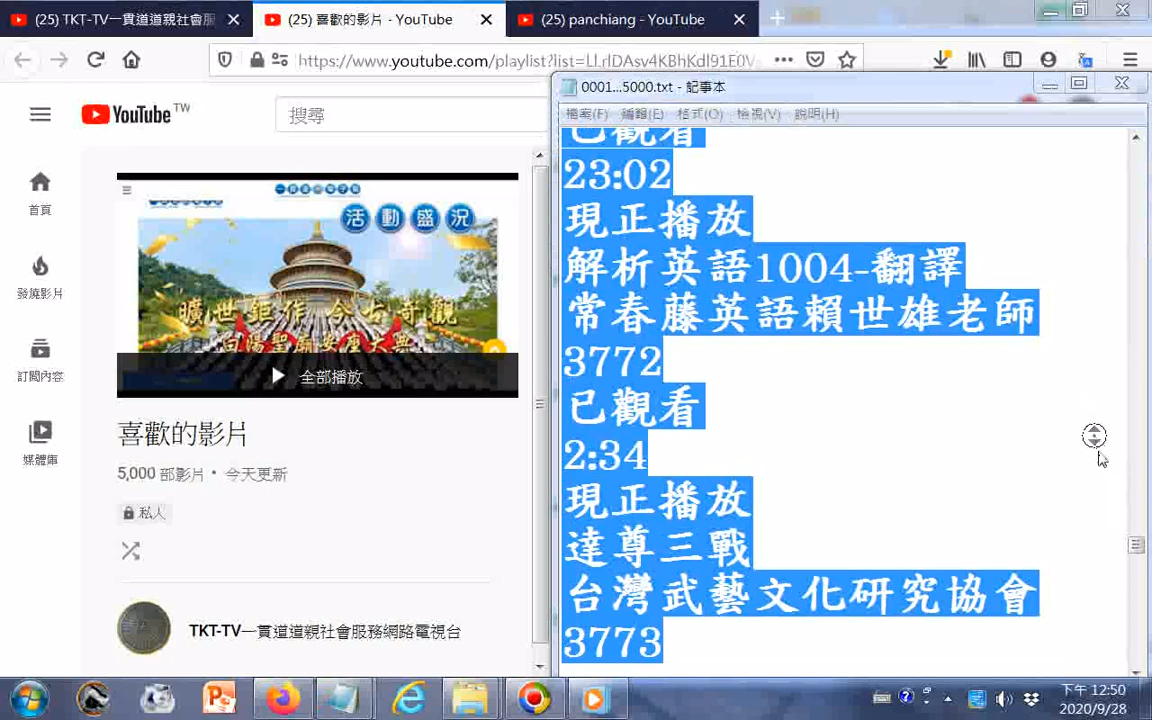 (25) TKT-TV一貫道道親社會服
(25) 喜歡的影片 - YouTube
(25) panchiang - YouTube
https://www.youtube.com/playlist?list=LLrlDAsv4KBhKdl91E0V
YouTube TW
搜尋
首頁
發燒影片
訂閱內容
媒體庫
活動盛況
曠世鉅作 今古奇觀
全部播放
喜歡的影片
5,000 部影片 • 今天更新
私人
TKT-TV一貫道道親社會服務網路電視台
0001...5000.txt - 記事本
檔案(F) 編輯(E) 格式(O) 檢視(V) 說明(H)
已觀看
23:02
現正播放
解析英語1004-翻譯
常春藤英語賴世雄老師
3772
已觀看
2:34
現正播放
達尊三戰
台灣武藝文化研究協會
3773
下午 12:50
2020/9/28